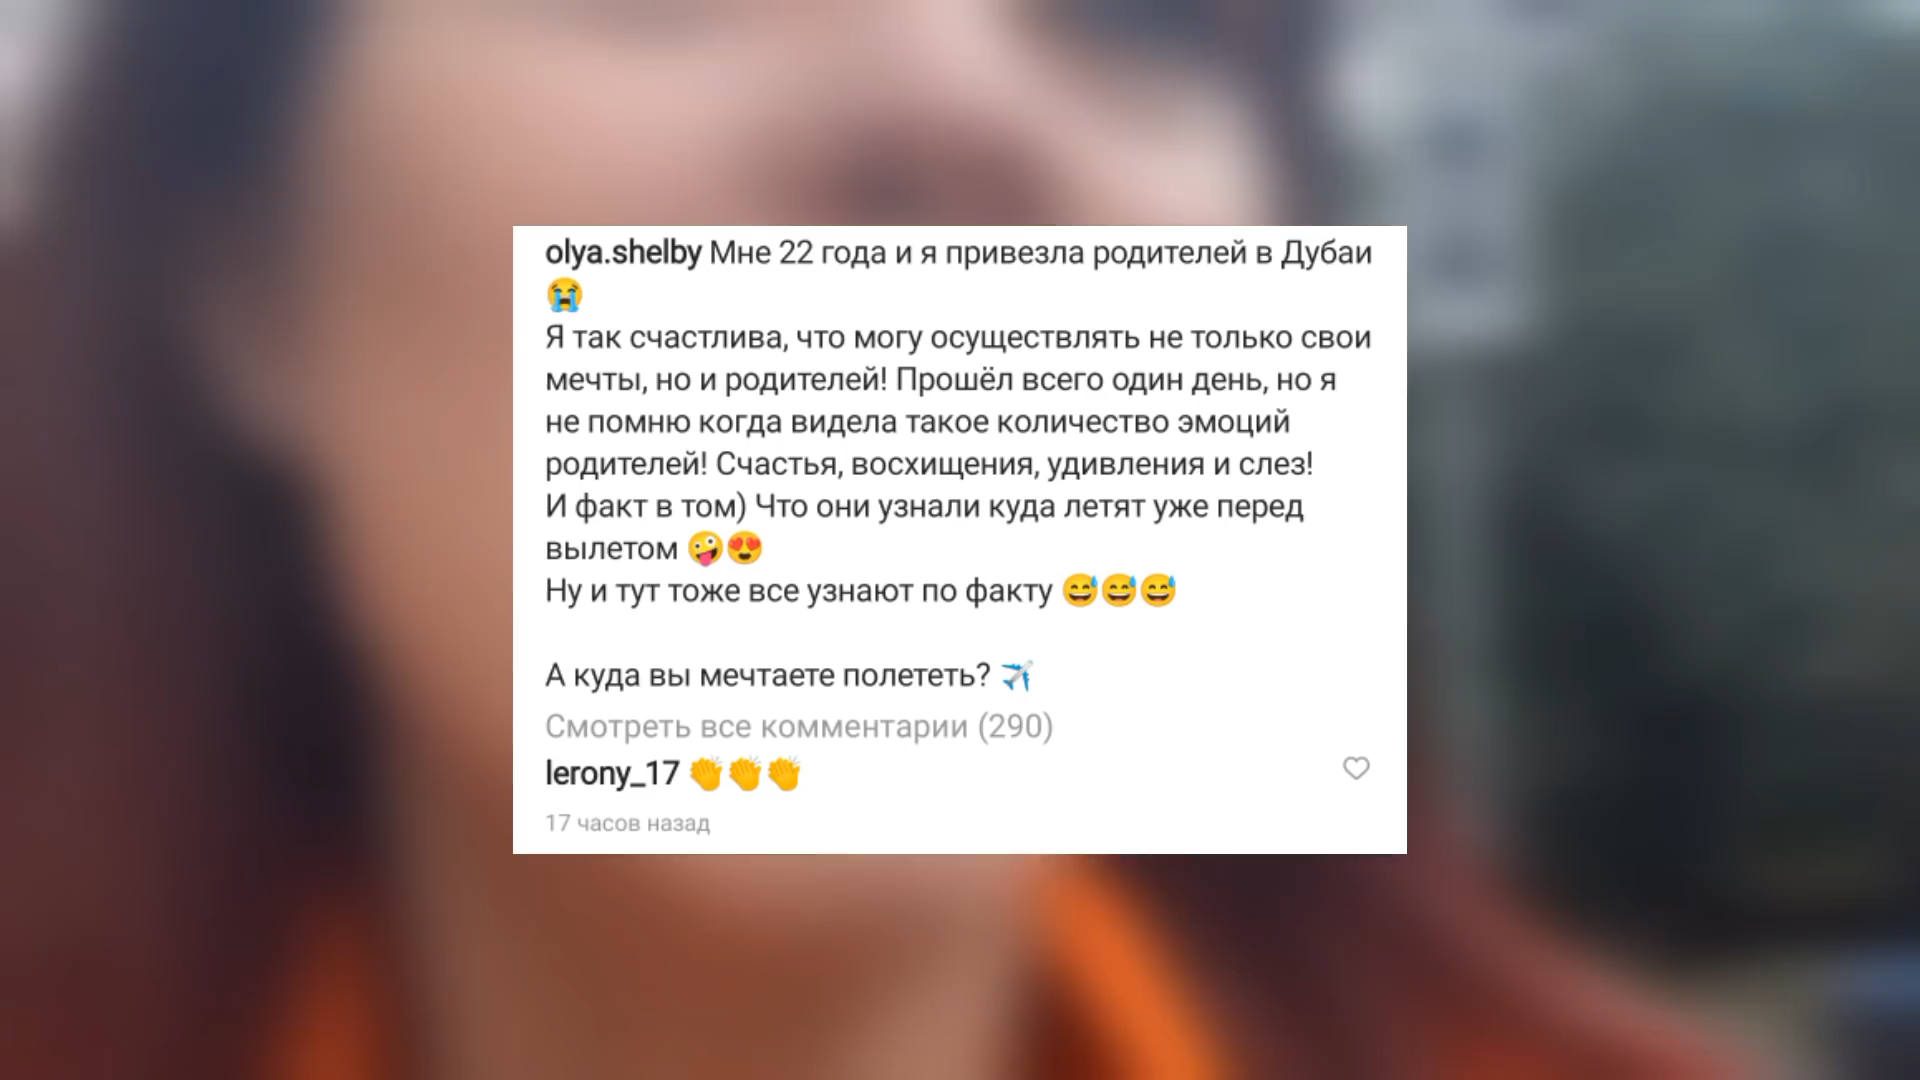 olya.shelby Мне 22 года и я привезла родителей в Дубаи
😭
Я так счастлива, что могу осуществлять не только свои
мечты, но и родителей! Прошёл всего один день, но я
не помню когда видела такое количество эмоций
родителей! Счастья, восхищения, удивления и слез!
И факт в том) Что они узнали куда летят уже перед
вылетом 🤪😍
Ну и тут тоже все узнают по факту 😅😅😅
А куда вы мечтаете полететь? ✈️
Смотреть все комментарии (290)
lerony_17 👏👏👏
17 часов назад